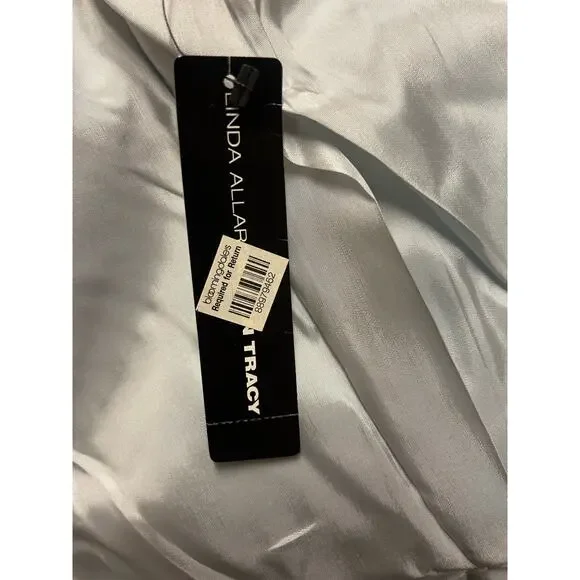 LINDA ALLAR
N TRACY
bloomingdale's
Required for Return
88979462